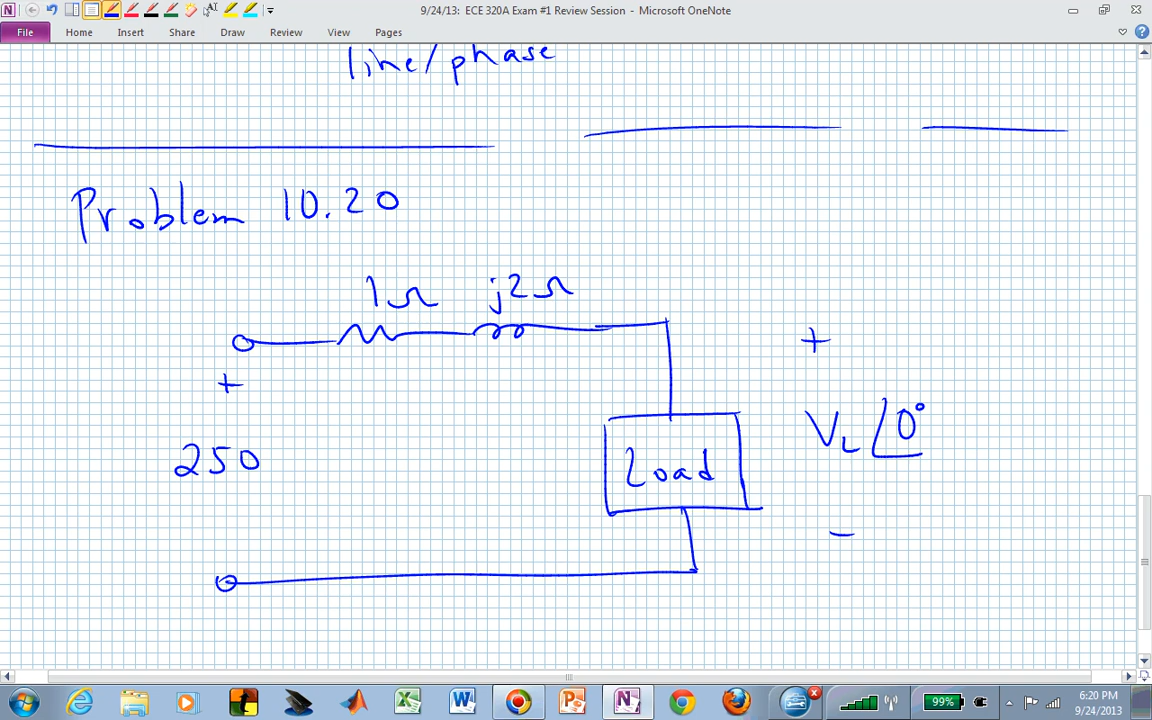 9/24/13: ECE 320A Exam #1 Review Session - Microsoft OneNote
File Home Insert Share Draw Review View Pages
line/phase
Problem 10.20
1Ω j2Ω
+
+
250
Load
V_L ∠0°
−
99%
6:20 PM
9/24/2013